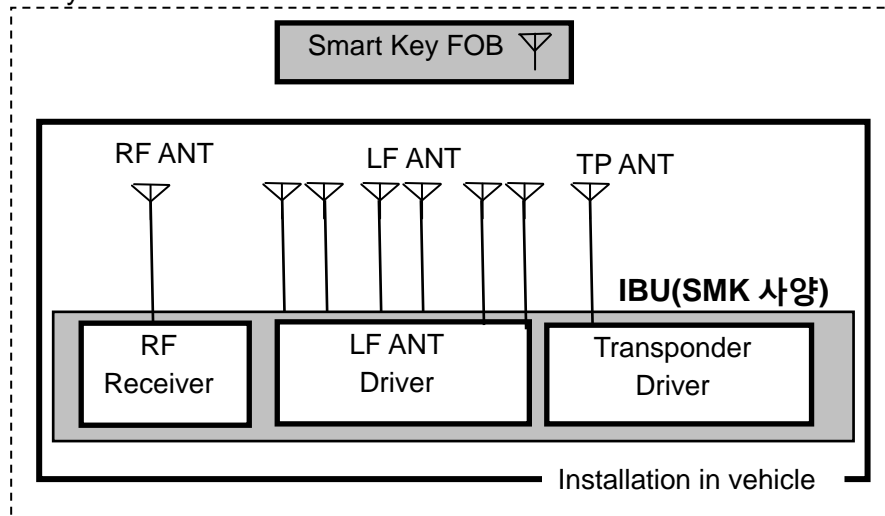 Smart Key FOB
RF ANT
LF ANT
TP ANT
IBU(SMK 사양)
RF
Receiver
LF ANT
Driver
Transponder
Driver
Installation in vehicle